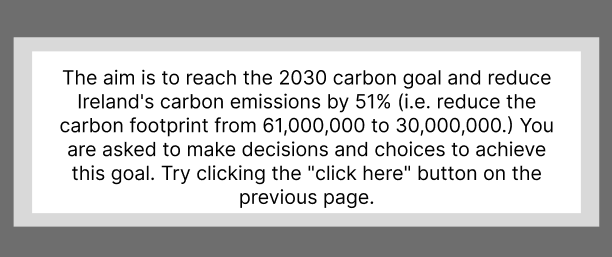 The aim is to reach the 2030 carbon goal and reduce
Ireland's carbon emissions by 51% (i.e. reduce the
carbon footprint from 61,000,000 to 30,000,000.) You
are asked to make decisions and choices to achieve
this goal. Try clicking the "click here" button on the
previous page.